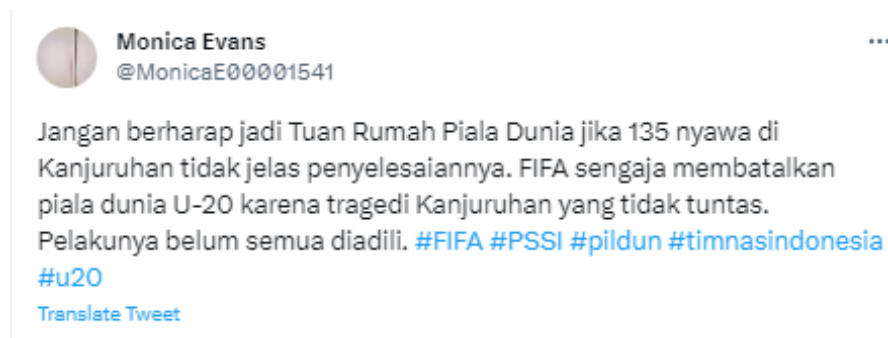 Monica Evans
@MonicaE00001541
Jangan berharap jadi Tuan Rumah Piala Dunia jika 135 nyawa di
Kanjuruhan tidak jelas penyelesaiannya. FIFA sengaja membatalkan
piala dunia U-20 karena tragedi Kanjuruhan yang tidak tuntas.
Pelakunya belum semua diadili. #FIFA #PSSI #pildun #timnasindonesia
#u20
Translate Tweet